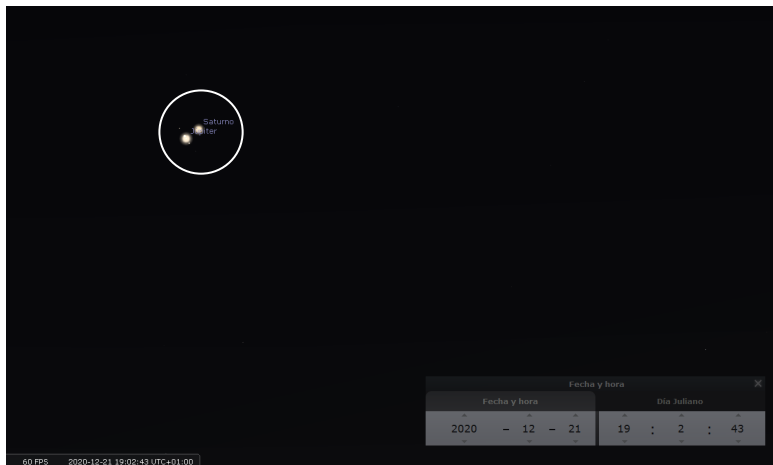 Saturno
Júpiter
Fecha y hora
Fecha y hora
Día Juliano
2020 - 12 - 21 19 : 2 : 43
60 FPS 2020-12-21 19:02:43 UTC+01:00